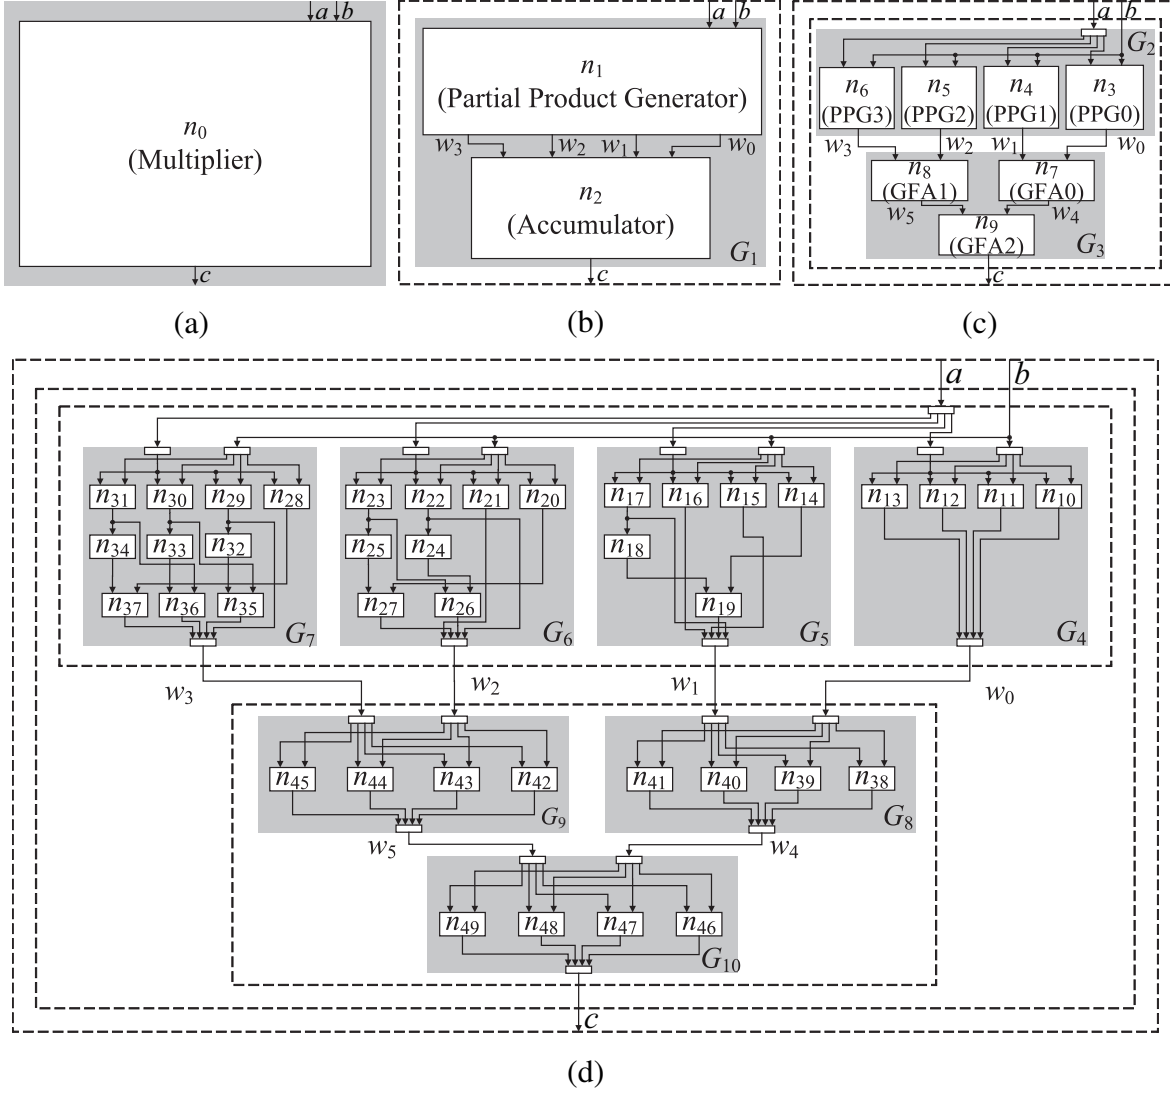 a b
n0
(Multiplier)
c
(a)
a b
n1
(Partial Product Generator)
w3 w2 w1 w0
n2
(Accumulator)
G1
c
(b)
a b
G2
n6 n5 n4 n3
(PPG3) (PPG2) (PPG1) (PPG0)
w3 w2 w1 w0
n8 n7
(GFA1) (GFA0)
w5 w4
n9
(GFA2)
G3
c
(c)
a b
n31 n30 n29 n28 n23 n22 n21 n20 n17 n16 n15 n14 n13 n12 n11 n10
n34 n33 n32 n25 n24 n18
n37 n36 n35 n27 n26 n19
G7 G6 G5 G4
w3 w2 w1 w0
n45 n44 n43 n42 n41 n40 n39 n38
G9 G8
w5 w4
n49 n48 n47 n46
G10
c
(d)